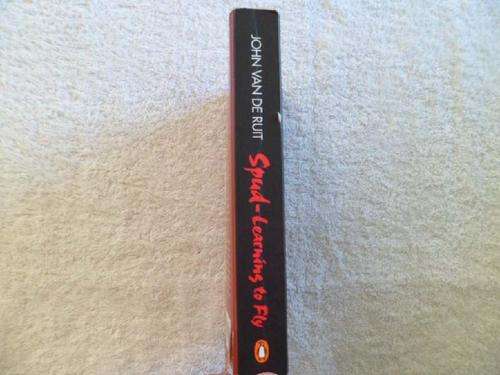 JOHN VAN DE RUIT
Spud-Learning to Fly